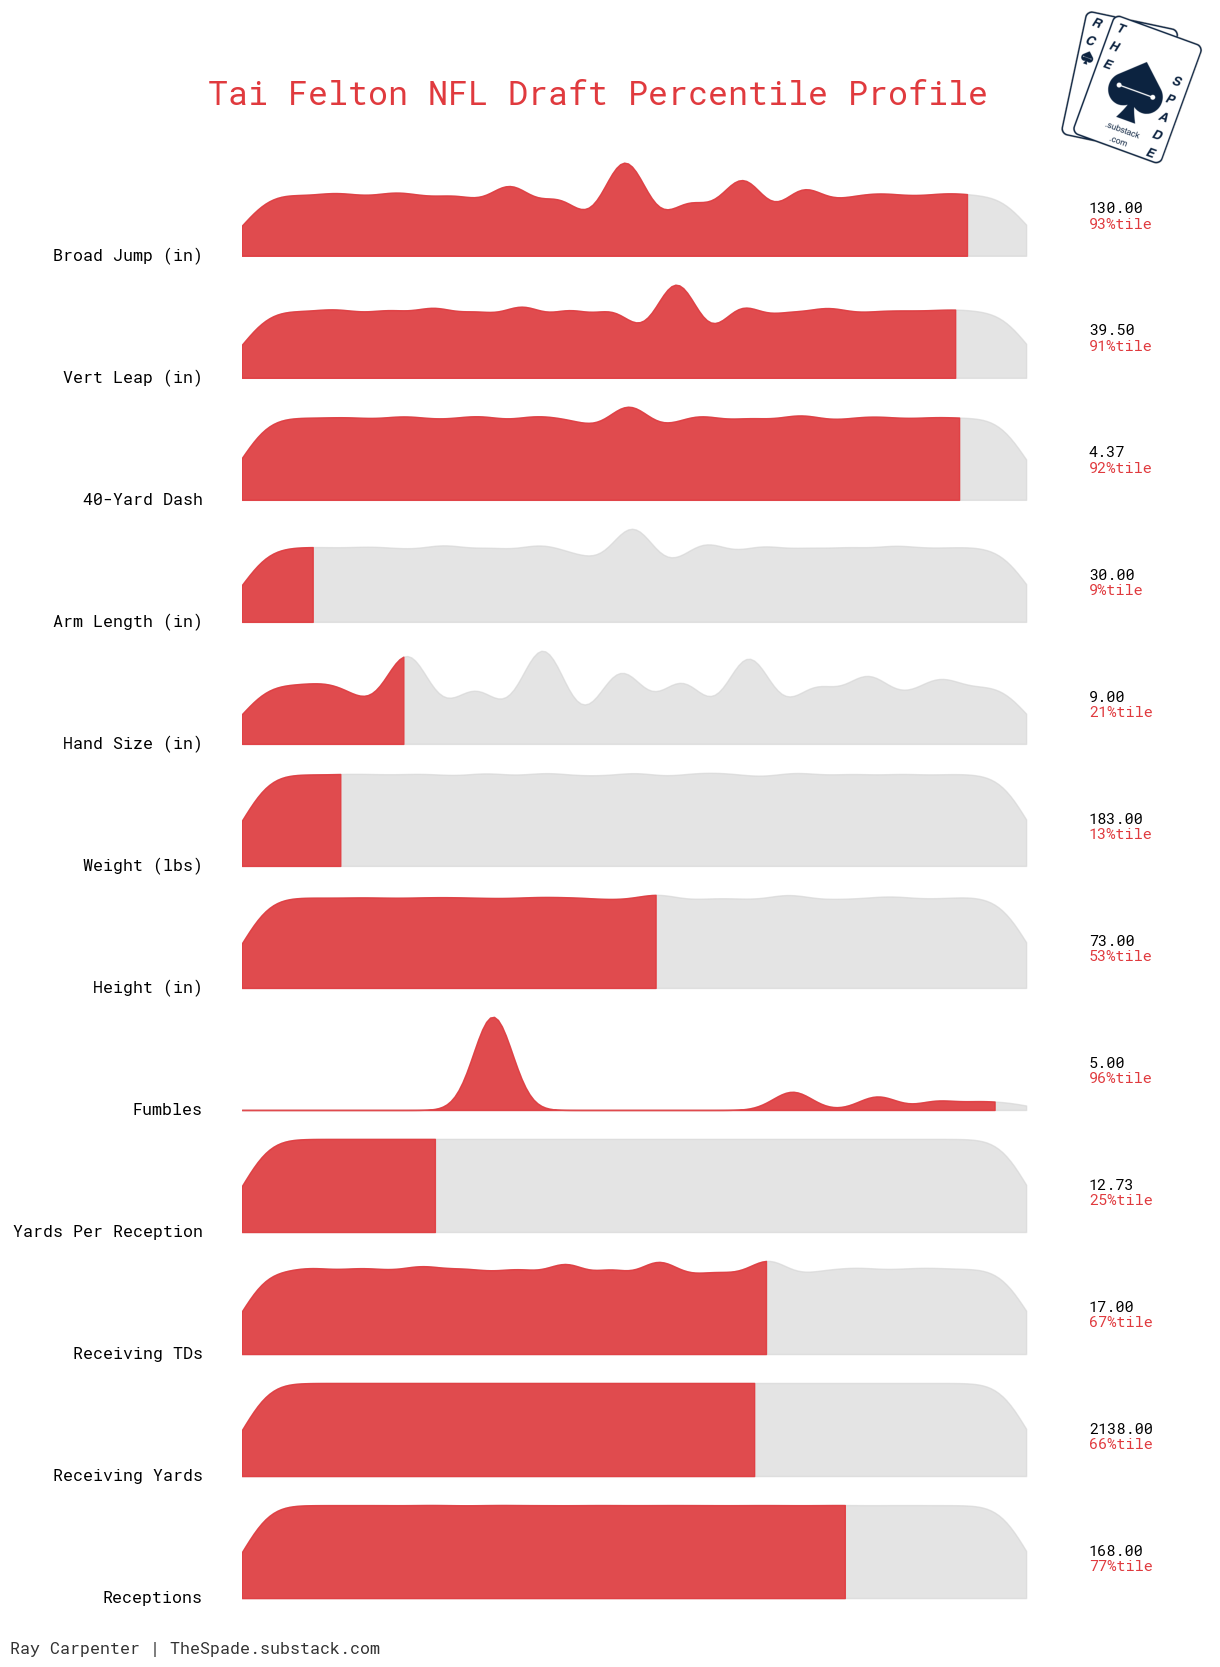 R
C
THE
SPADE
.substack
.com
Tai Felton NFL Draft Percentile Profile
130.00
93%tile
Broad Jump (in)
39.50
91%tile
Vert Leap (in)
4.37
92%tile
40-Yard Dash
30.00
9%tile
Arm Length (in)
9.00
21%tile
Hand Size (in)
183.00
13%tile
Weight (lbs)
73.00
53%tile
Height (in)
5.00
96%tile
Fumbles
12.73
25%tile
Yards Per Reception
17.00
67%tile
Receiving TDs
2138.00
66%tile
Receiving Yards
168.00
77%tile
Receptions
Ray Carpenter | TheSpade.substack.com